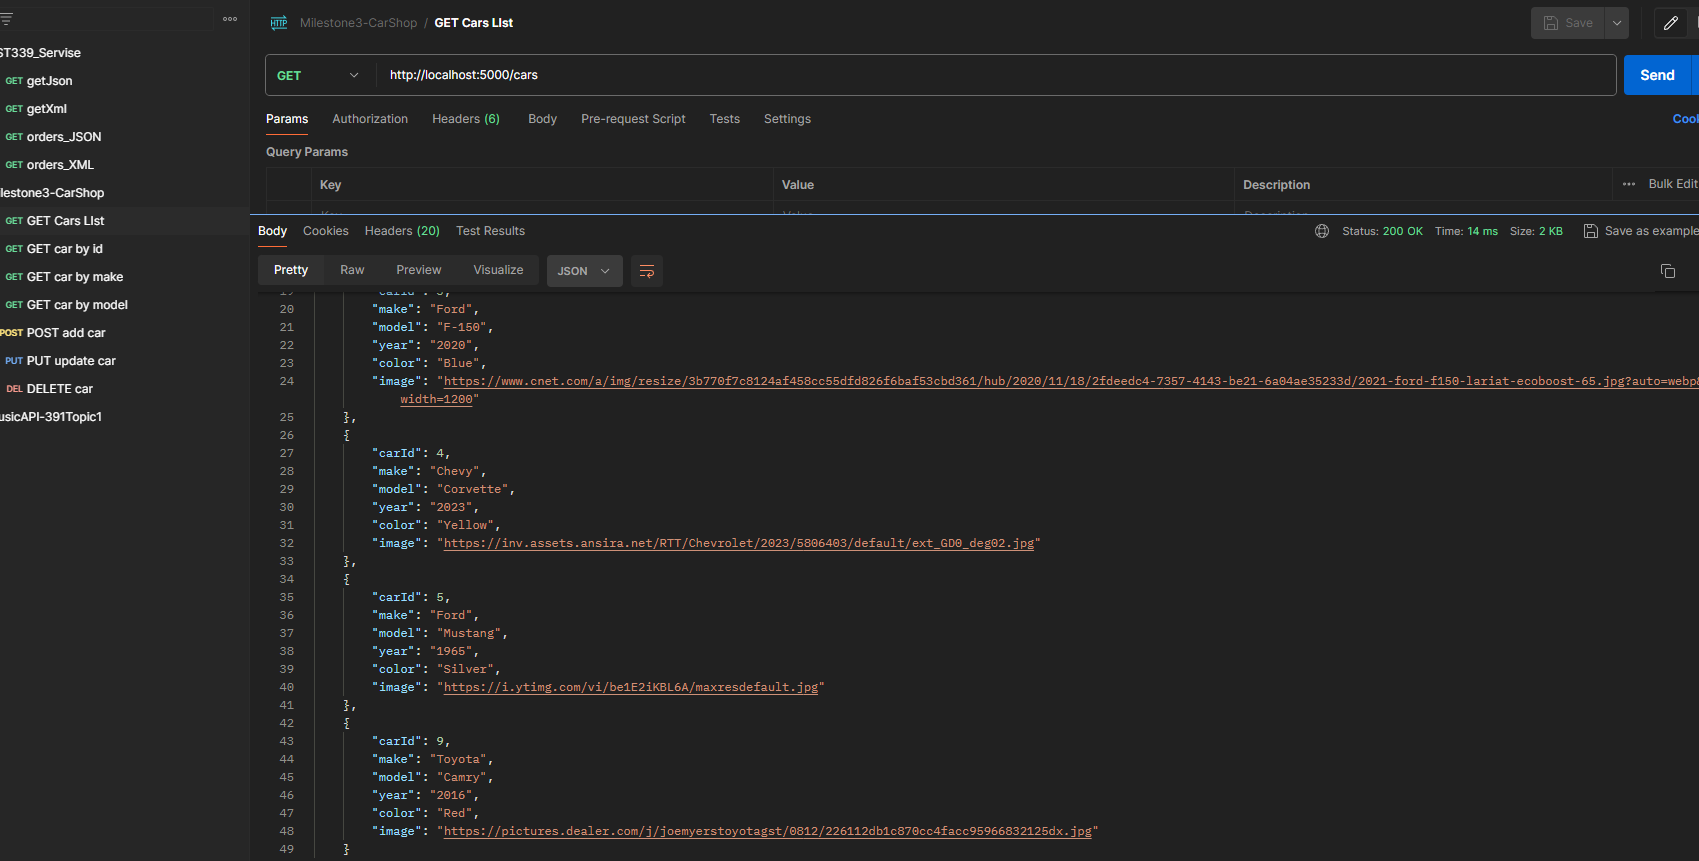 Milestone3-CarShop / GET Cars LIst
Save
GET
http://localhost:5000/cars
Send
Params Authorization Headers (6) Body Pre-request Script Tests Settings
Query Params
Key Value Description Bulk Edit
ST339_Servise
GET getJson
GET getXml
GET orders_JSON
GET orders_XML
ilestone3-CarShop
GET GET Cars LIst
GET GET car by id
GET GET car by make
GET GET car by model
POST POST add car
PUT PUT update car
DEL DELETE car
usicAPI-391Topic1
Body Cookies Headers (20) Test Results
Status: 200 OK Time: 14 ms Size: 2 KB Save as example
Pretty Raw Preview Visualize JSON
20 "make": "Ford",
21 "model": "F-150",
22 "year": "2020",
23 "color": "Blue",
24 "image": "https://www.cnet.com/a/img/resize/3b770f7c8124af458cc55dfd826f6baf53cbd361/hub/2020/11/18/2fdeedc4-7357-4143-be21-6a04ae35233d/2021-ford-f150-lariat-ecoboost-65.jpg?auto=webp&
width=1200"
25 },
26 {
27 "carId": 4,
28 "make": "Chevy",
29 "model": "Corvette",
30 "year": "2023",
31 "color": "Yellow",
32 "image": "https://inv.assets.ansira.net/RTT/Chevrolet/2023/5806403/default/ext_GD0_deg02.jpg"
33 },
34 {
35 "carId": 5,
36 "make": "Ford",
37 "model": "Mustang",
38 "year": "1965",
39 "color": "Silver",
40 "image": "https://i.ytimg.com/vi/be1E2iKBL6A/maxresdefault.jpg"
41 },
42 {
43 "carId": 9,
44 "make": "Toyota",
45 "model": "Camry",
46 "year": "2016",
47 "color": "Red",
48 "image": "https://pictures.dealer.com/j/joemyerstoyotagst/0812/226112db1c870cc4facc95966832125dx.jpg"
49 }